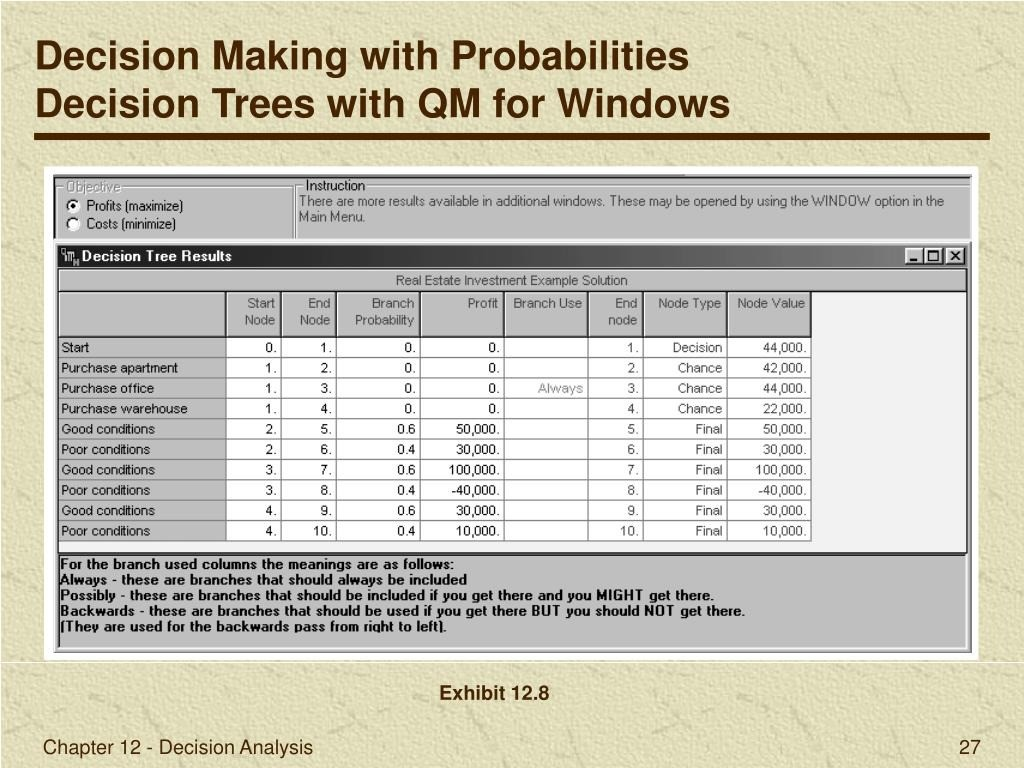 Decision Making with Probabilities
Decision Trees with QM for Windows
Objective
Profits (maximize)
Costs (minimize)
Instruction
There are more results available in additional windows. These may be opened by using the WINDOW option in the
Main Menu.
Decision Tree Results
Real Estate Investment Example Solution
Start Node End Node Branch Probability Profit Branch Use End node Node Type Node Value
Start 0. 1. 0. 0. 1. Decision 44,000.
Purchase apartment 1. 2. 0. 0. 2. Chance 42,000.
Purchase office 1. 3. 0. 0. Always 3. Chance 44,000.
Purchase warehouse 1. 4. 0. 0. 4. Chance 22,000.
Good conditions 2. 5. 0.6 50,000. 5. Final 50,000.
Poor conditions 2. 6. 0.4 30,000. 6. Final 30,000.
Good conditions 3. 7. 0.6 100,000. 7. Final 100,000.
Poor conditions 3. 8. 0.4 -40,000. 8. Final -40,000.
Good conditions 4. 9. 0.6 30,000. 9. Final 30,000.
Poor conditions 4. 10. 0.4 10,000. 10. Final 10,000.
For the branch used columns the meanings are as follows:
Always - these are branches that should always be included
Possibly - these are branches that should be included if you get there and you MIGHT get there.
Backwards - these are branches that should be used if you get there BUT you should NOT get there.
(They are used for the backwards pass from right to left).
Exhibit 12.8
Chapter 12 - Decision Analysis 27